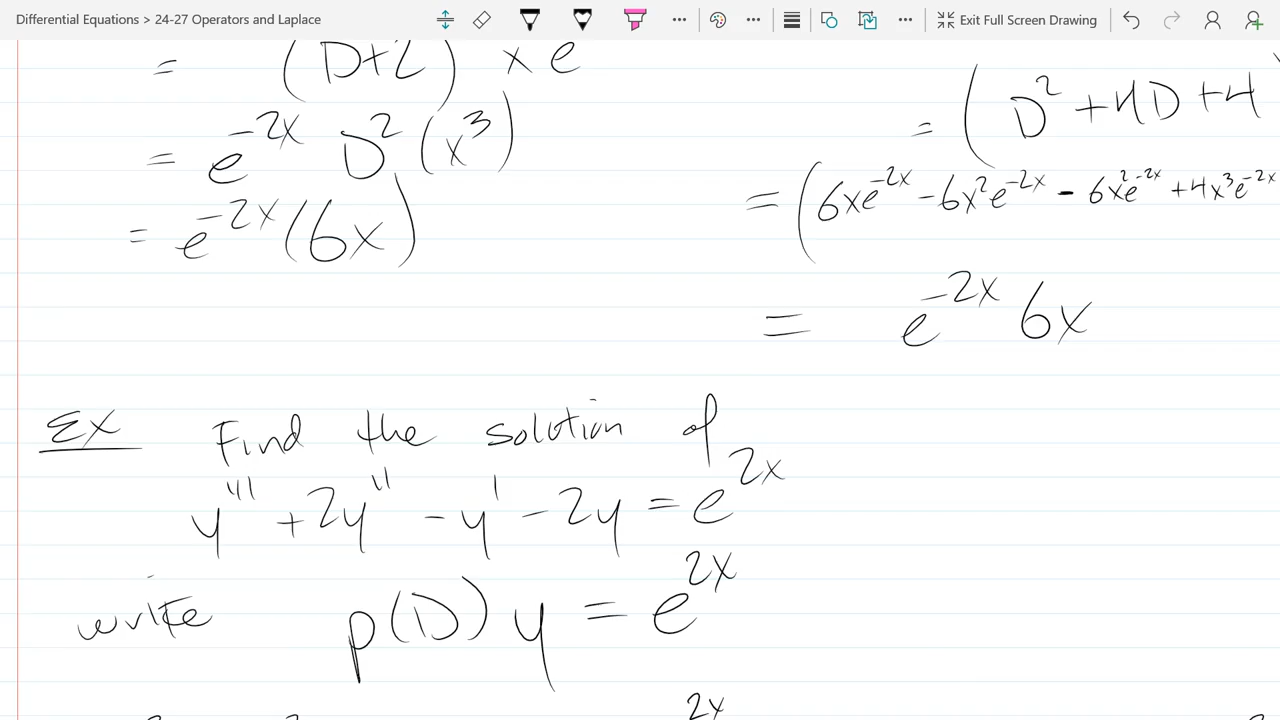 Differential Equations > 24-27 Operators and Laplace
Exit Full Screen Drawing
= (D+2) x e
= e^{-2x} D^2 (x^3)
= e^{-2x} (6x)
= (D^2 + 4D + 4
= (6xe^{-2x} - 6x^2e^{-2x} - 6x^2e^{-2x} + 4x^3e^{-2x}
= e^{-2x} 6x
EX Find the solution of
y''' + 2y'' - y' - 2y = e^{2x}
write p(D) y = e^{2x}
2x